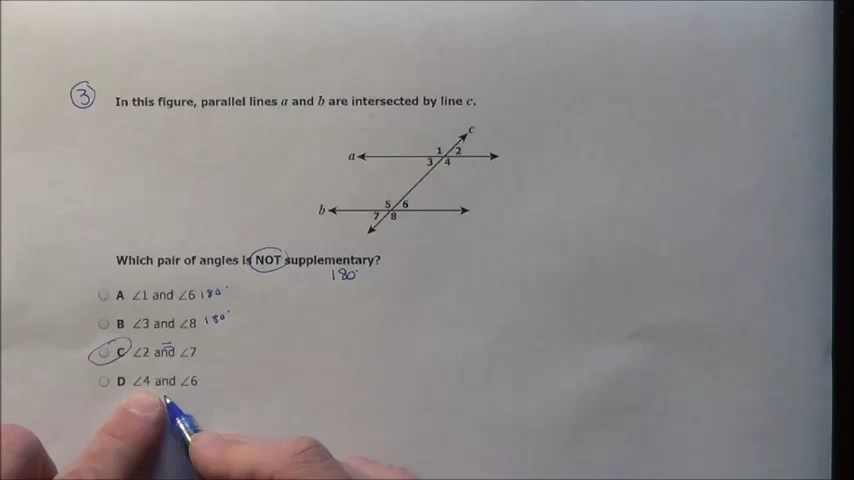 3 In this figure, parallel lines a and b are intersected by line c.
c
a 1 2
3 4
b 5 6
7 8
Which pair of angles is NOT supplementary?
180°
A ∠1 and ∠6 180°
B ∠3 and ∠8 180°
C ∠2 and ∠7
D ∠4 and ∠6